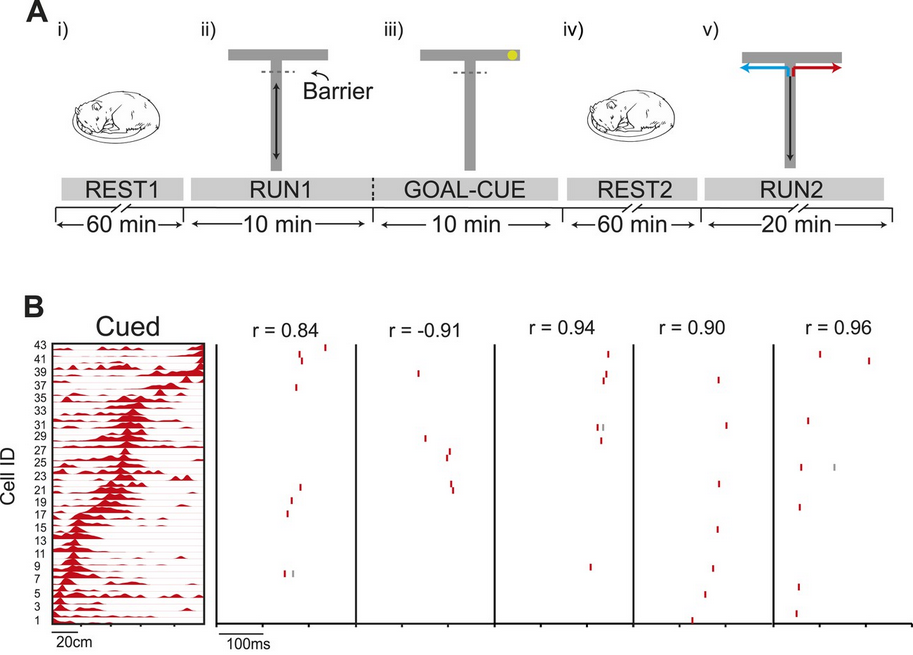 A
i)
ii)
iii)
iv)
v)
Barrier
REST1
RUN1
GOAL-CUE
REST2
RUN2
60 min
10 min
10 min
60 min
20 min
B
Cued
r = 0.84
r = -0.91
r = 0.94
r = 0.90
r = 0.96
Cell ID
43
41
39
37
35
33
31
29
27
25
23
21
19
17
15
13
11
9
7
5
3
1
20cm
100ms